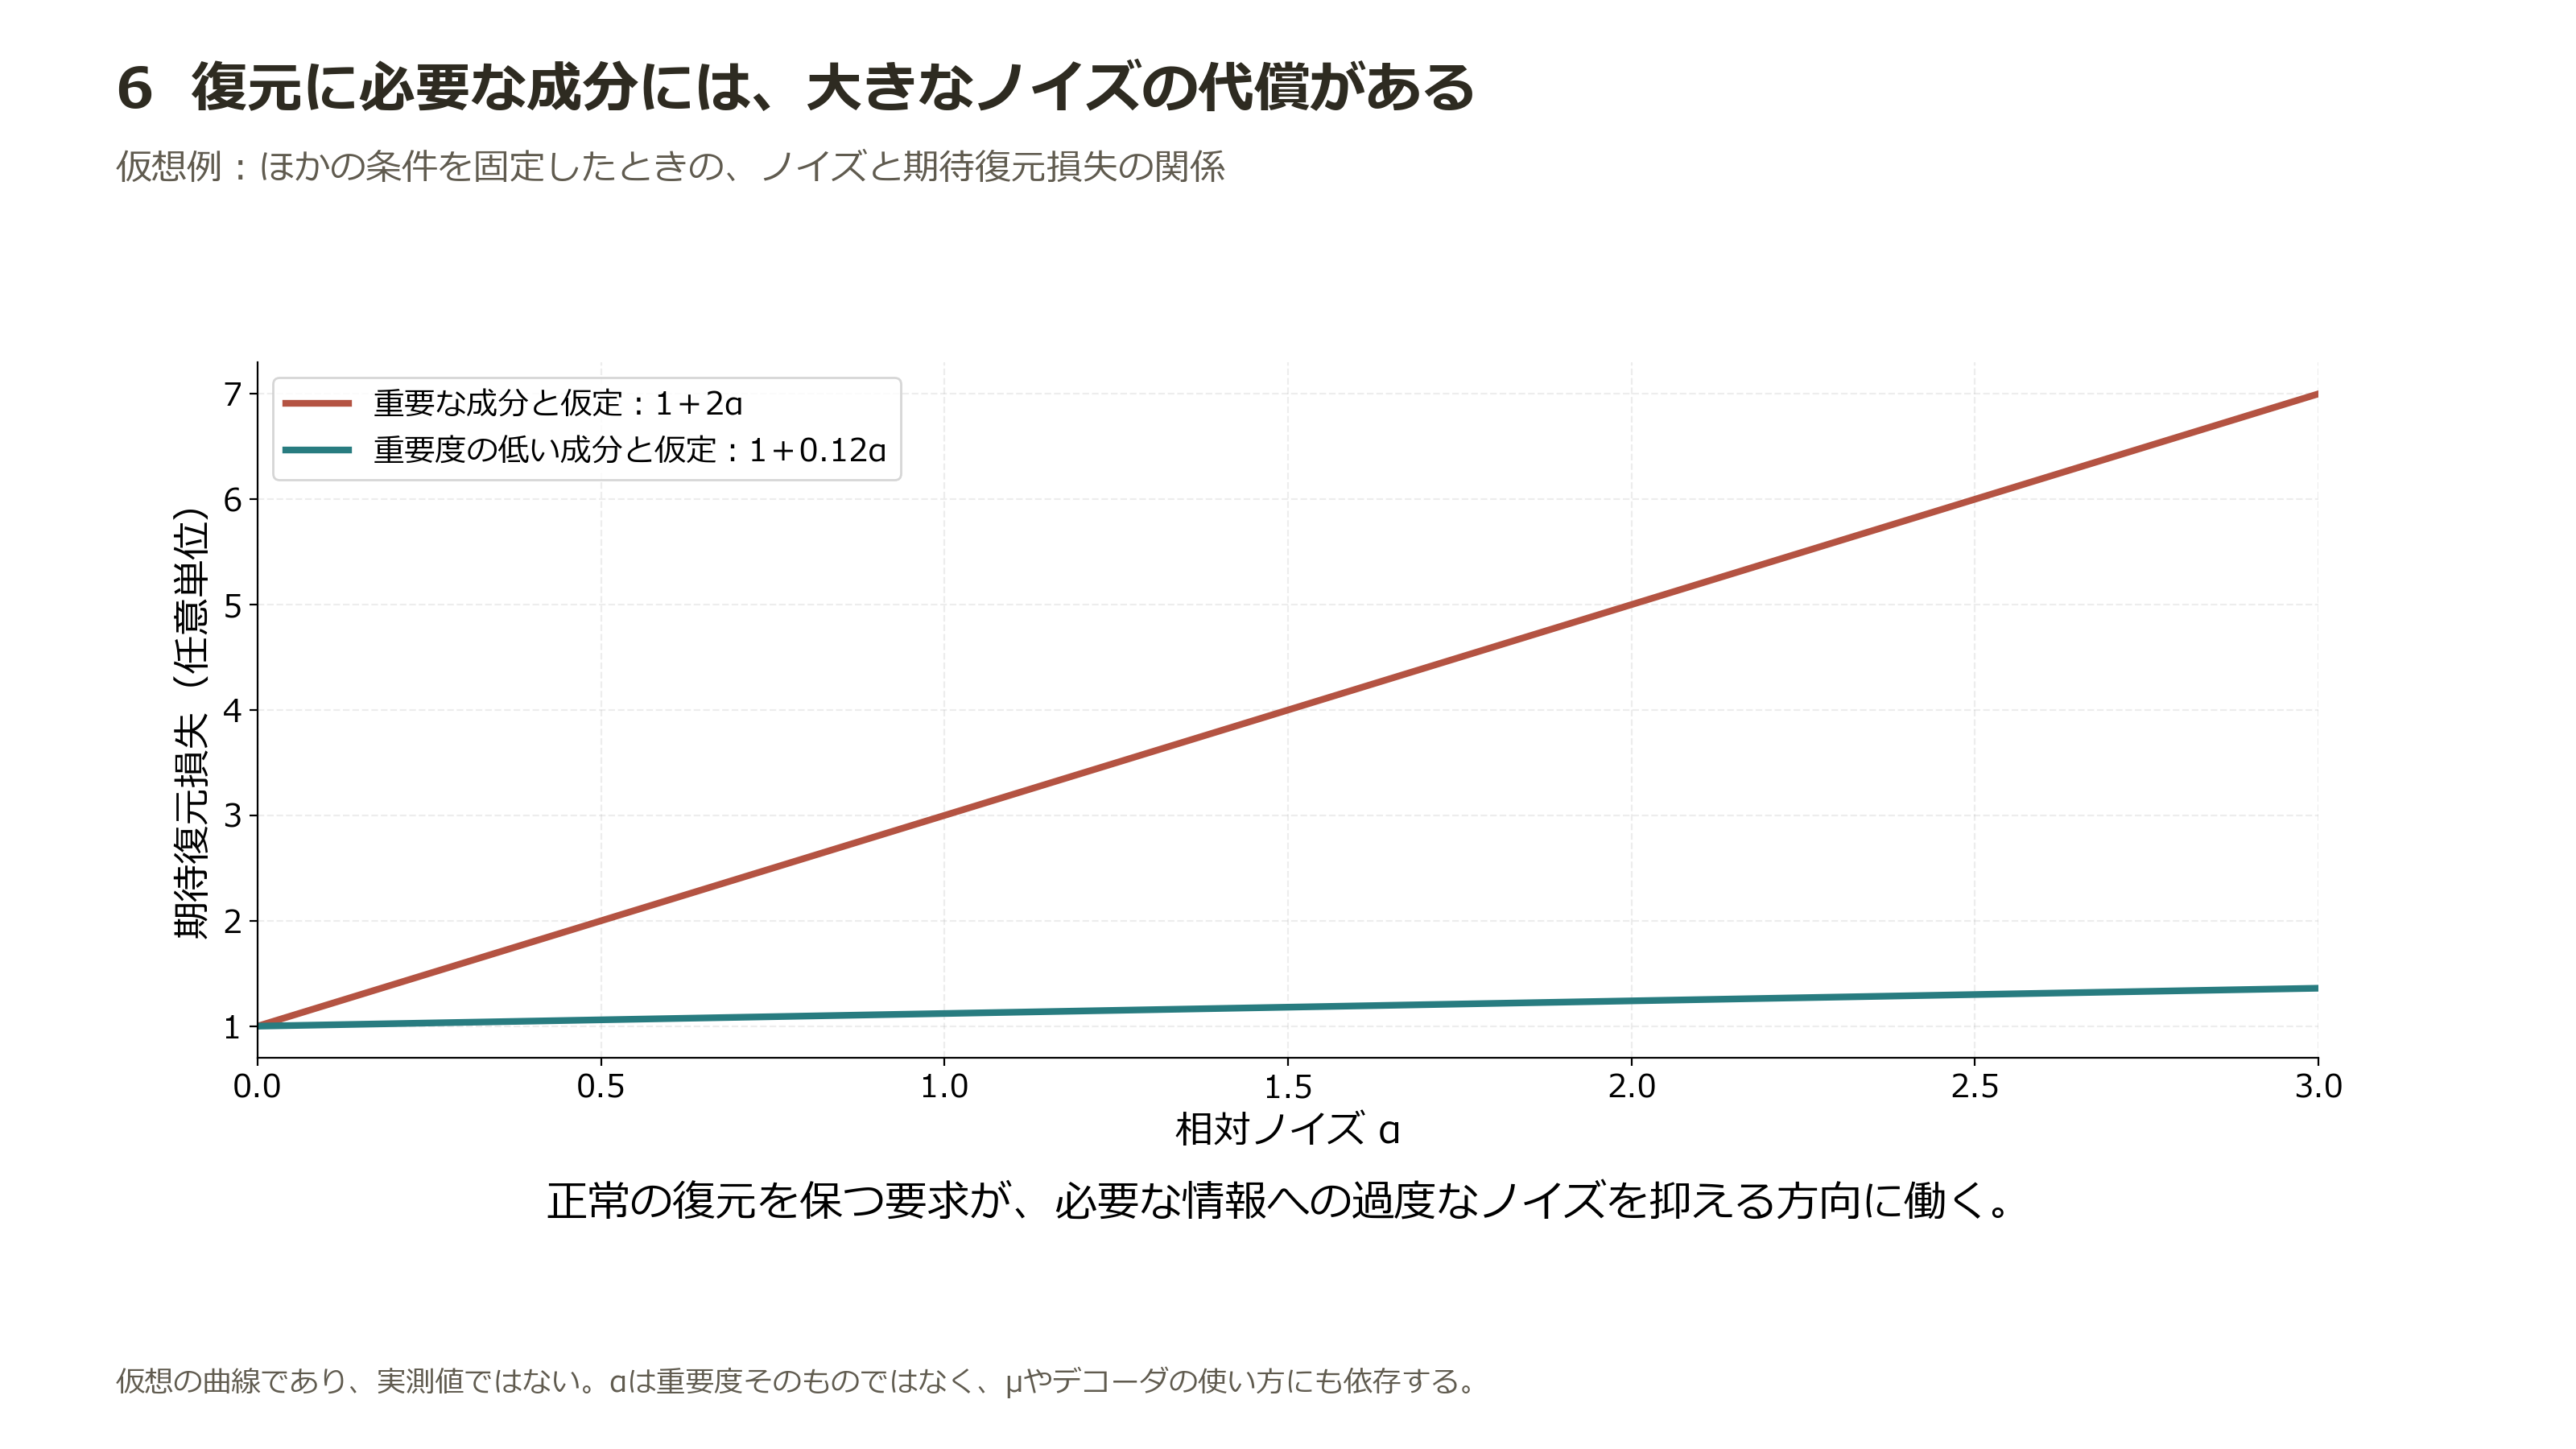 6 復元に必要な成分には、大きなノイズの代償がある
仮想例：ほかの条件を固定したときの、ノイズと期待復元損失の関係
重要な成分と仮定：1＋2α
重要度の低い成分と仮定：1＋0.12α
期待復元損失（任意単位）
7
6
5
4
3
2
1
0.0 0.5 1.0 1.5 2.0 2.5 3.0
相対ノイズ α
正常の復元を保つ要求が、必要な情報への過度なノイズを抑える方向に働く。
仮想の曲線であり、実測値ではない。αは重要度そのものではなく、μやデコーダの使い方にも依存する。